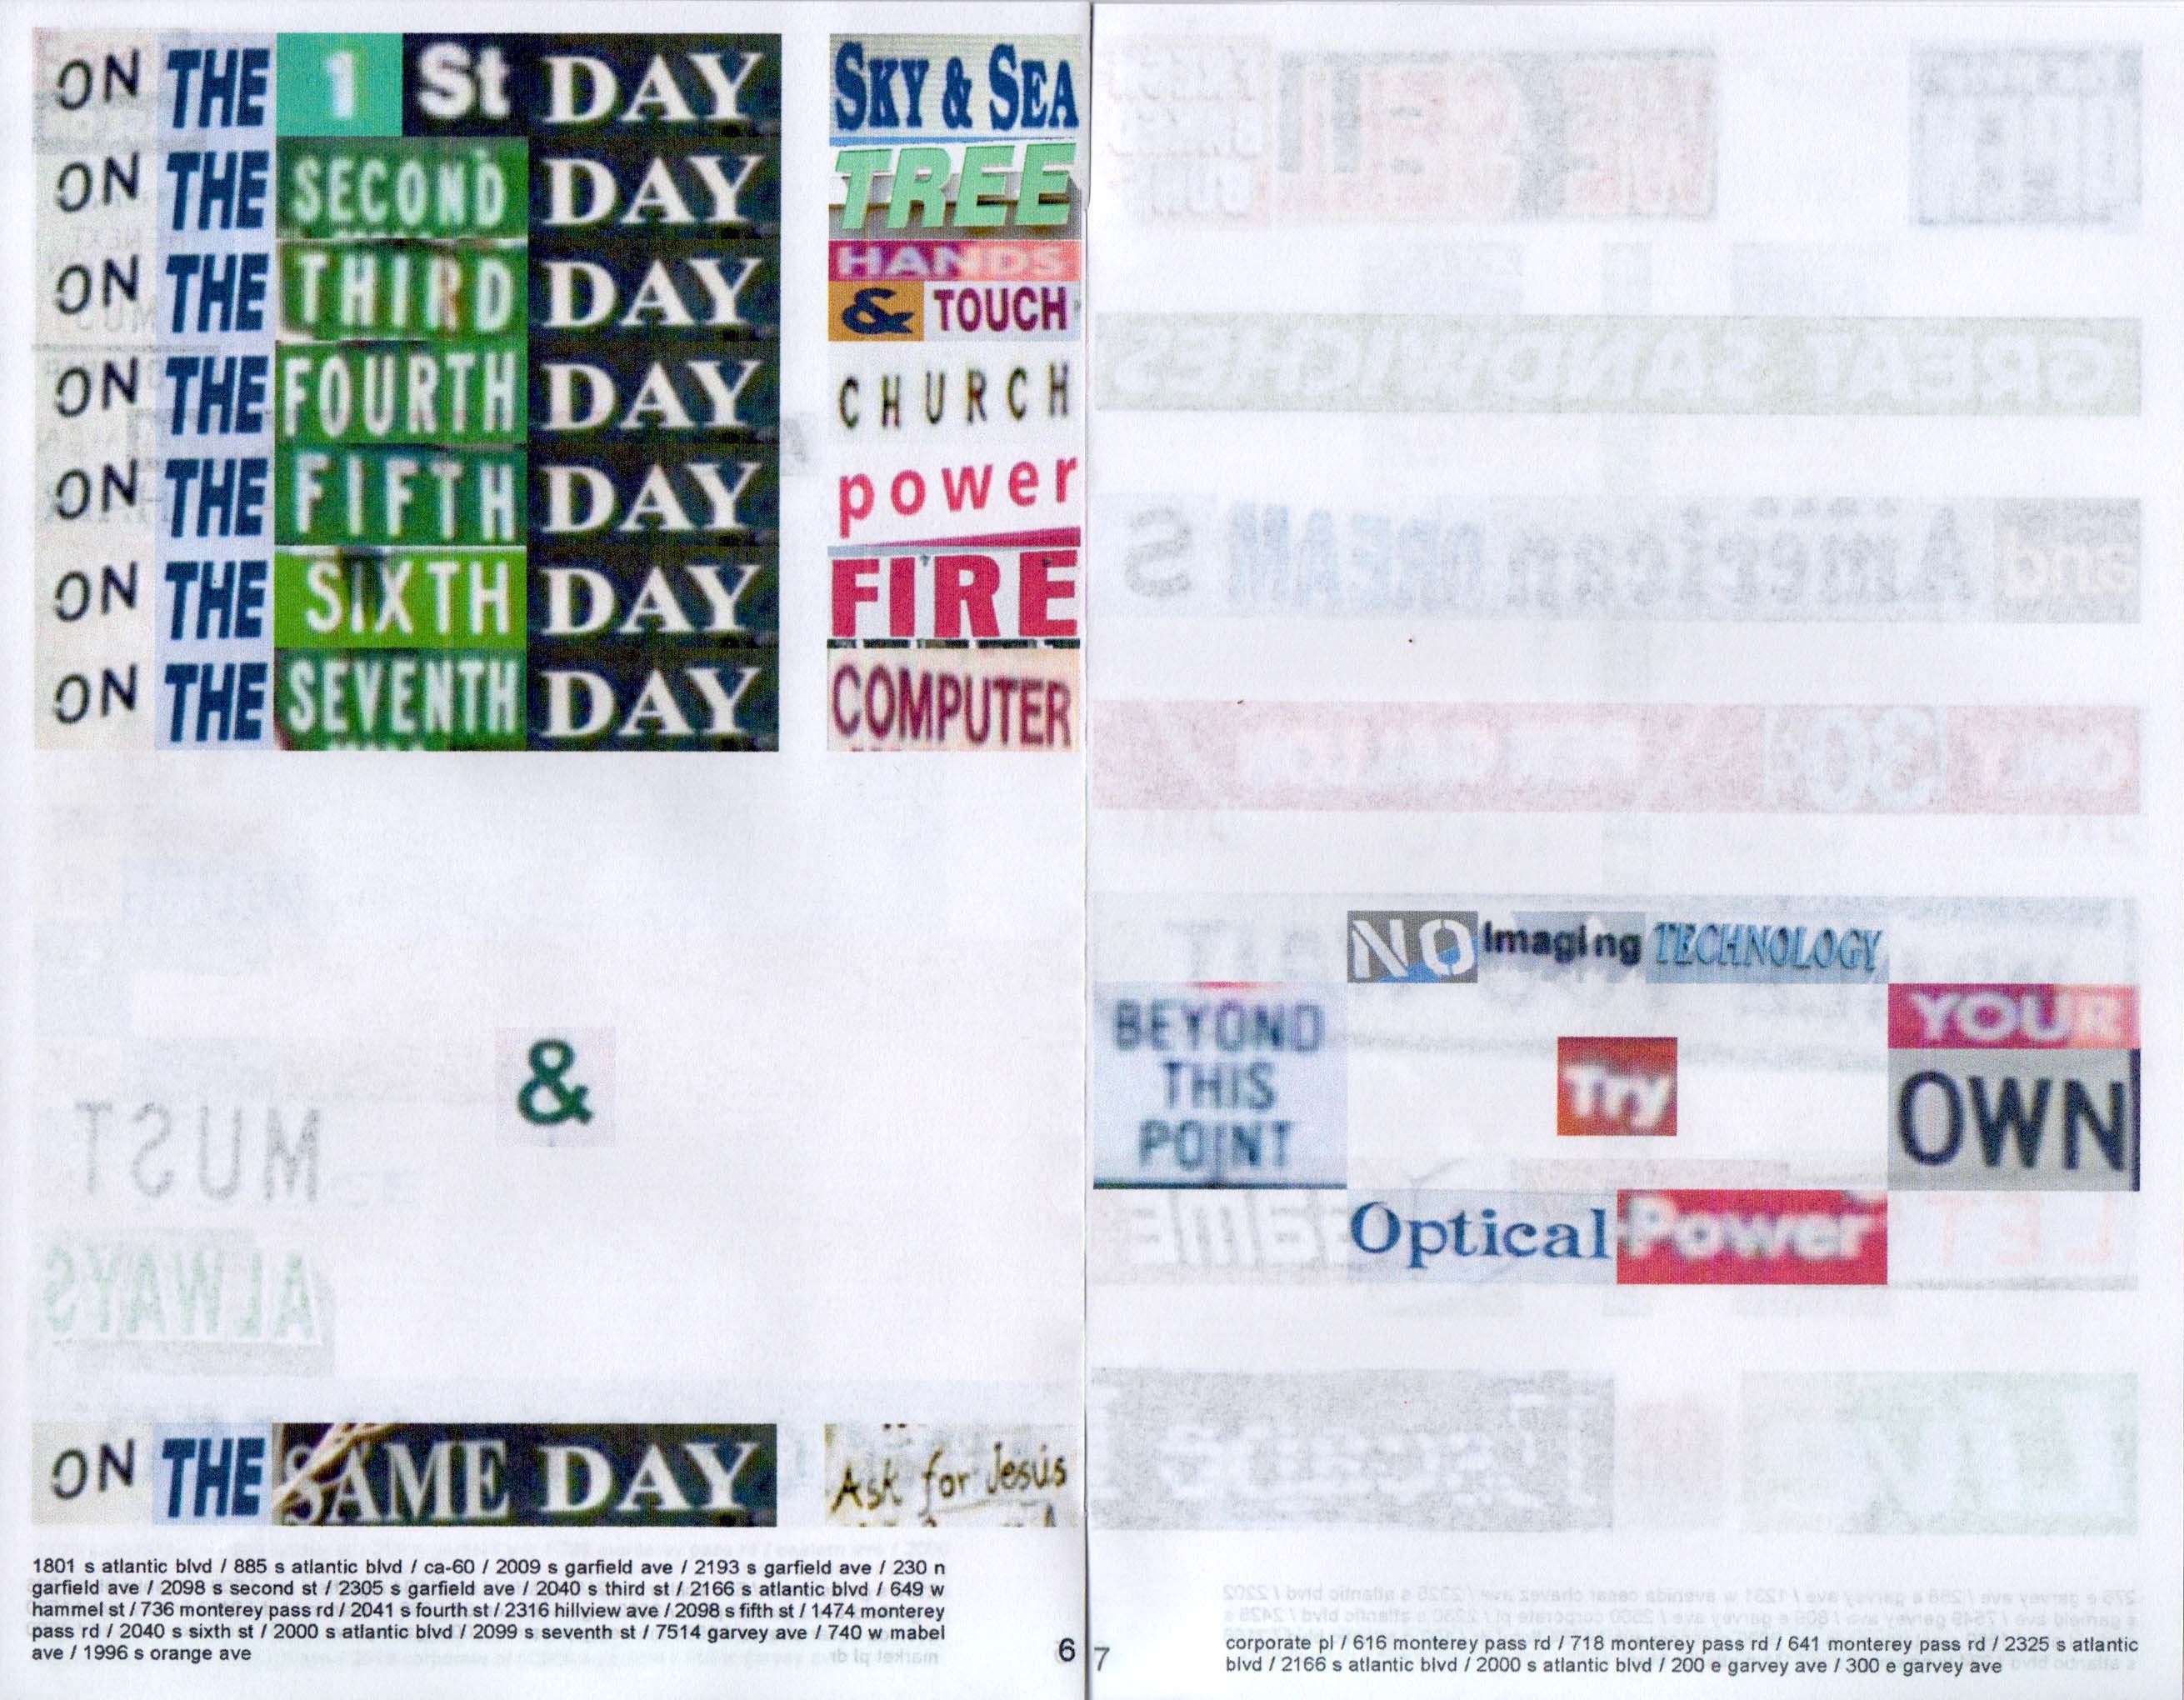 ON THE 1 St DAY SKY & SEA
ON THE SECOND DAY TREE
ON THE THIRD DAY HANDS & TOUCH
ON THE FOURTH DAY CHURCH
ON THE FIFTH DAY power
ON THE SIXTH DAY FIRE
ON THE SEVENTH DAY COMPUTER
&
ON THE SAME DAY Ask for Jesús
1801 s atlantic blvd / 885 s atlantic blvd / ca-60 / 2009 s garfield ave / 2193 s garfield ave / 230 n
garfield ave / 2098 s second st / 2305 s garfield ave / 2040 s third st / 2166 s atlantic blvd / 649 w
hammel st / 736 monterey pass rd / 2041 s fourth st / 2316 hillview ave / 2098 s fifth st / 1474 monterey
pass rd / 2040 s sixth st / 2000 s atlantic blvd / 2099 s seventh st / 7514 garvey ave / 740 w mabel
ave / 1996 s orange ave
6
NO Imaging TECHNOLOGY
BEYOND
THIS
POINT
Try
YOUR
OWN
Optical Power
7
corporate pl / 616 monterey pass rd / 718 monterey pass rd / 641 monterey pass rd / 2325 s atlantic
blvd / 2166 s atlantic blvd / 2000 s atlantic blvd / 200 e garvey ave / 300 e garvey ave
MUST
ALWAYS
GREAT SANDWICHES
and American DREAM S